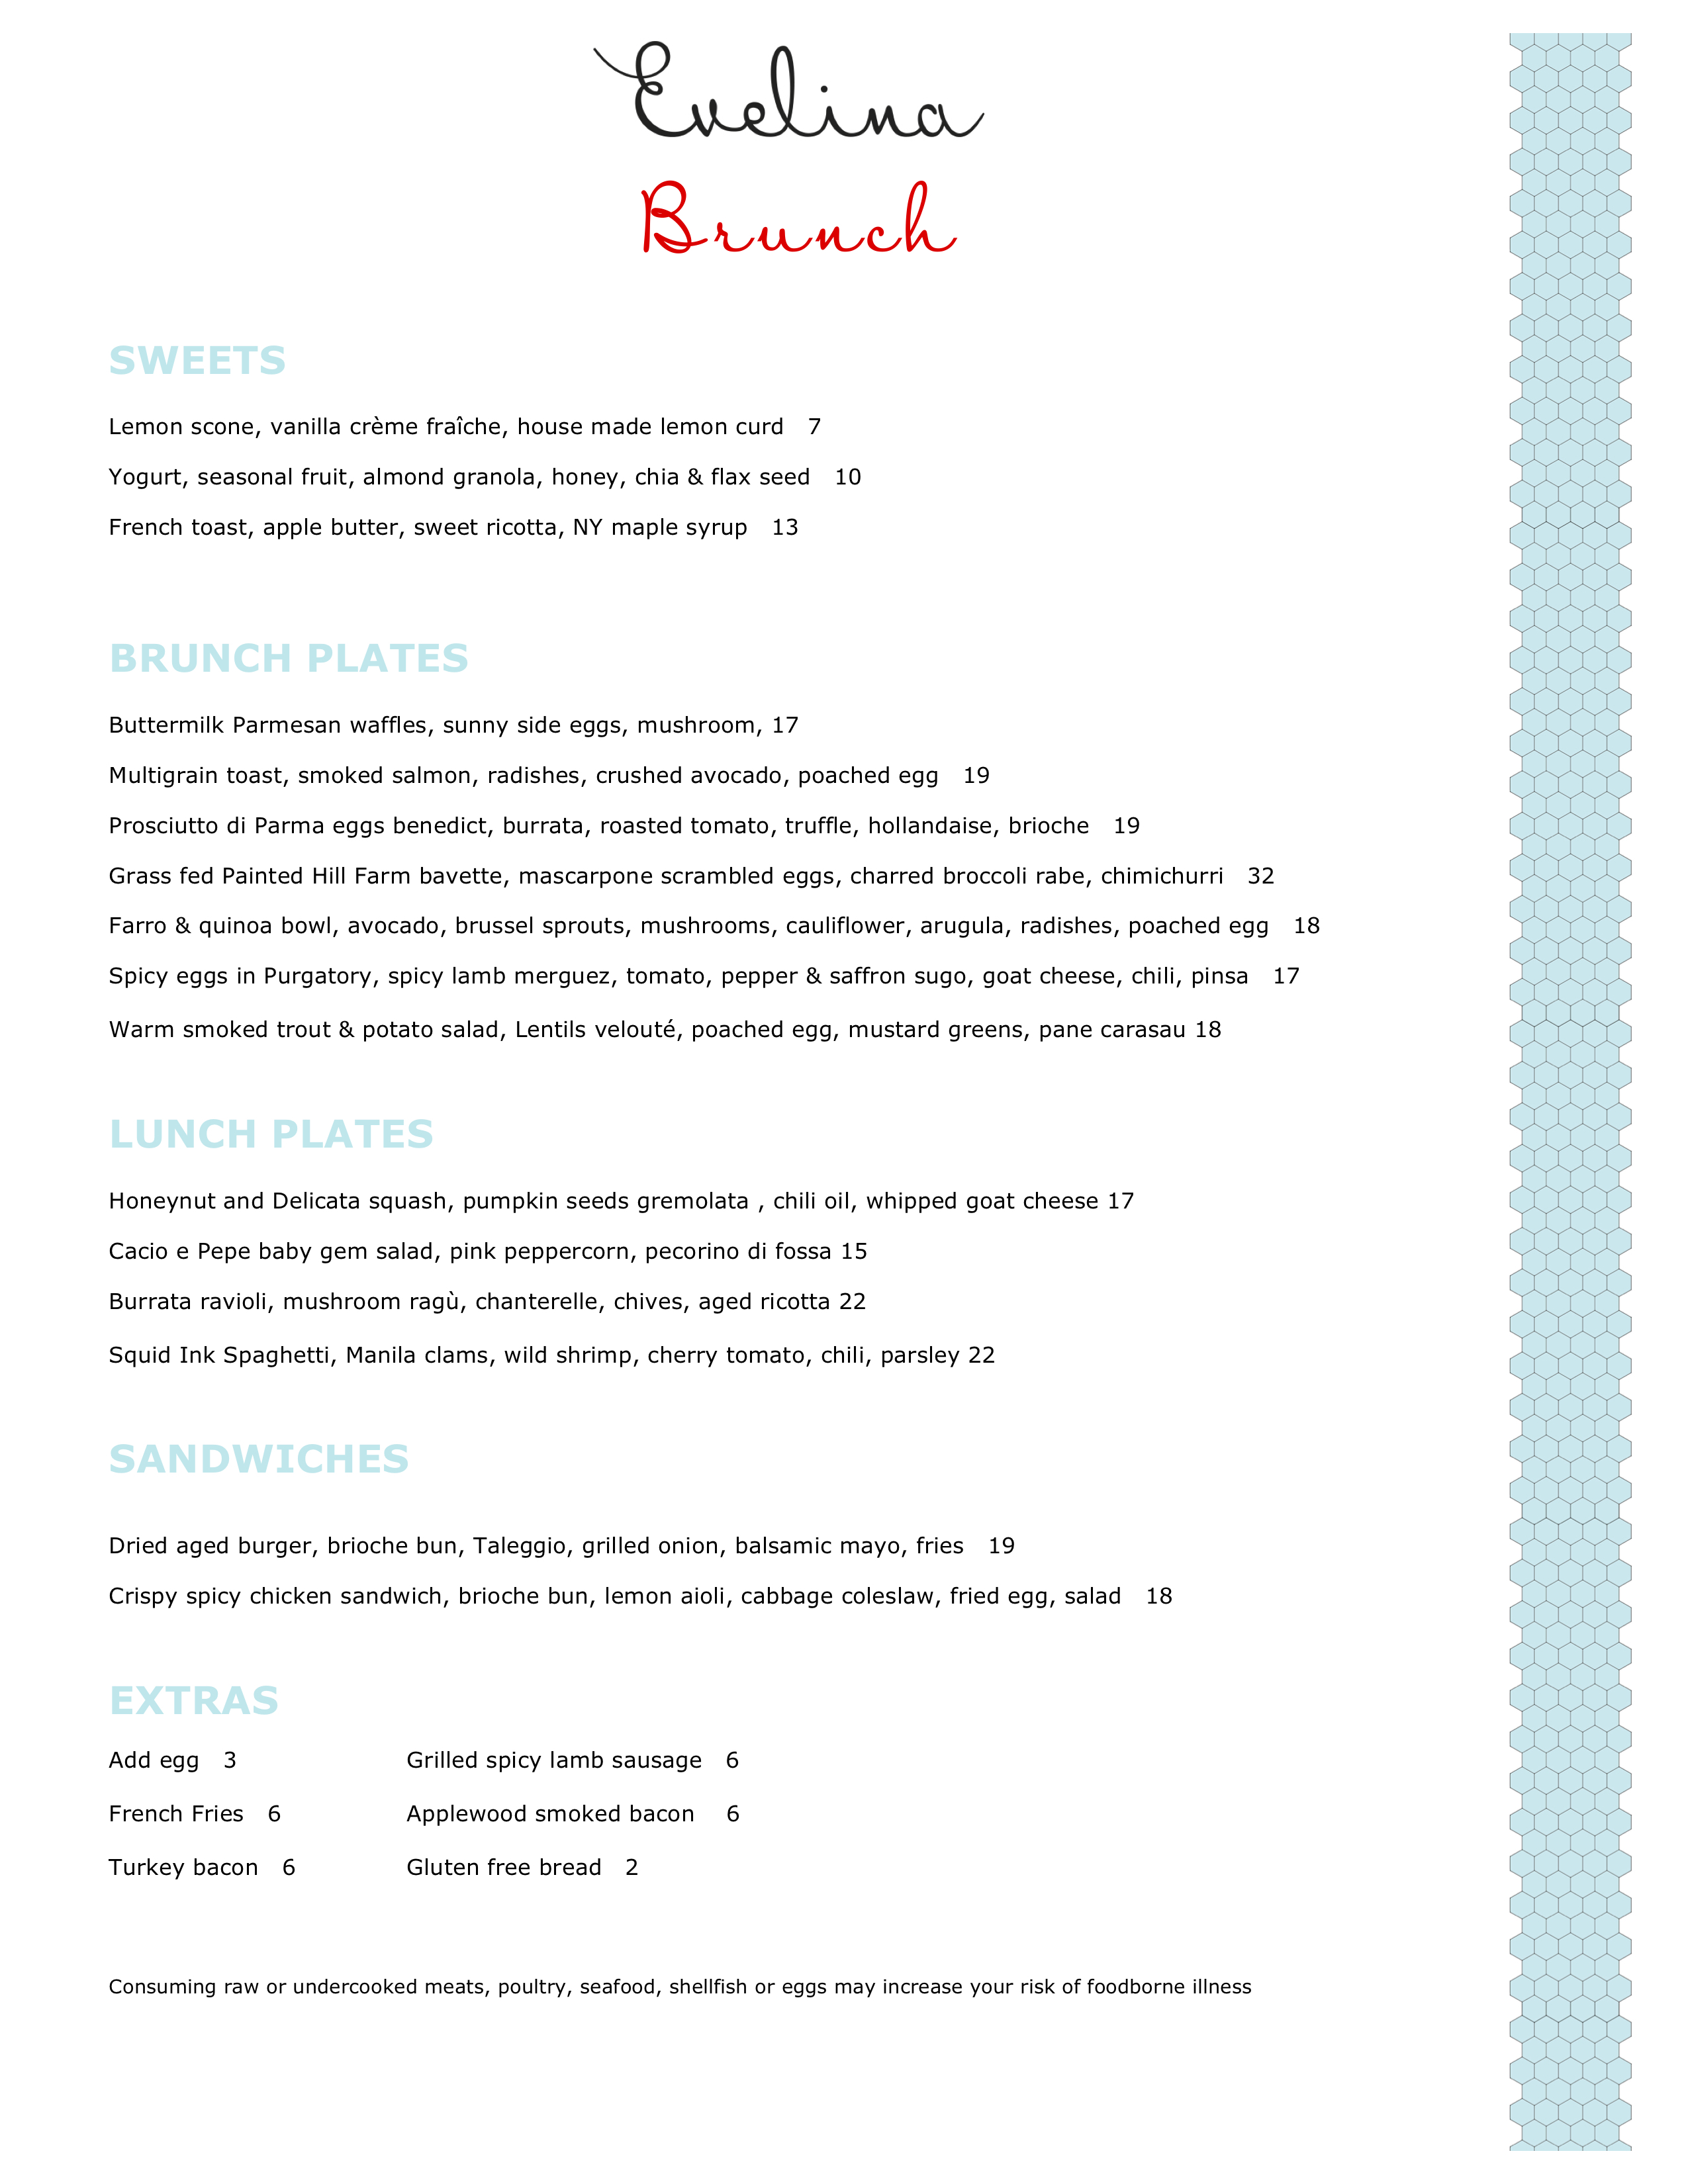 Evelina
Brunch
SWEETS
Lemon scone, vanilla crème fraîche, house made lemon curd 7
Yogurt, seasonal fruit, almond granola, honey, chia & flax seed 10
French toast, apple butter, sweet ricotta, NY maple syrup 13
BRUNCH PLATES
Buttermilk Parmesan waffles, sunny side eggs, mushroom, 17
Multigrain toast, smoked salmon, radishes, crushed avocado, poached egg 19
Prosciutto di Parma eggs benedict, burrata, roasted tomato, truffle, hollandaise, brioche 19
Grass fed Painted Hill Farm bavette, mascarpone scrambled eggs, charred broccoli rabe, chimichurri 32
Farro & quinoa bowl, avocado, brussel sprouts, mushrooms, cauliflower, arugula, radishes, poached egg 18
Spicy eggs in Purgatory, spicy lamb merguez, tomato, pepper & saffron sugo, goat cheese, chili, pinsa 17
Warm smoked trout & potato salad, Lentils velouté, poached egg, mustard greens, pane carasau 18
LUNCH PLATES
Honeynut and Delicata squash, pumpkin seeds gremolata , chili oil, whipped goat cheese 17
Cacio e Pepe baby gem salad, pink peppercorn, pecorino di fossa 15
Burrata ravioli, mushroom ragù, chanterelle, chives, aged ricotta 22
Squid Ink Spaghetti, Manila clams, wild shrimp, cherry tomato, chili, parsley 22
SANDWICHES
Dried aged burger, brioche bun, Taleggio, grilled onion, balsamic mayo, fries 19
Crispy spicy chicken sandwich, brioche bun, lemon aioli, cabbage coleslaw, fried egg, salad 18
EXTRAS
Add egg 3 Grilled spicy lamb sausage 6
French Fries 6 Applewood smoked bacon 6
Turkey bacon 6 Gluten free bread 2
Consuming raw or undercooked meats, poultry, seafood, shellfish or eggs may increase your risk of foodborne illness